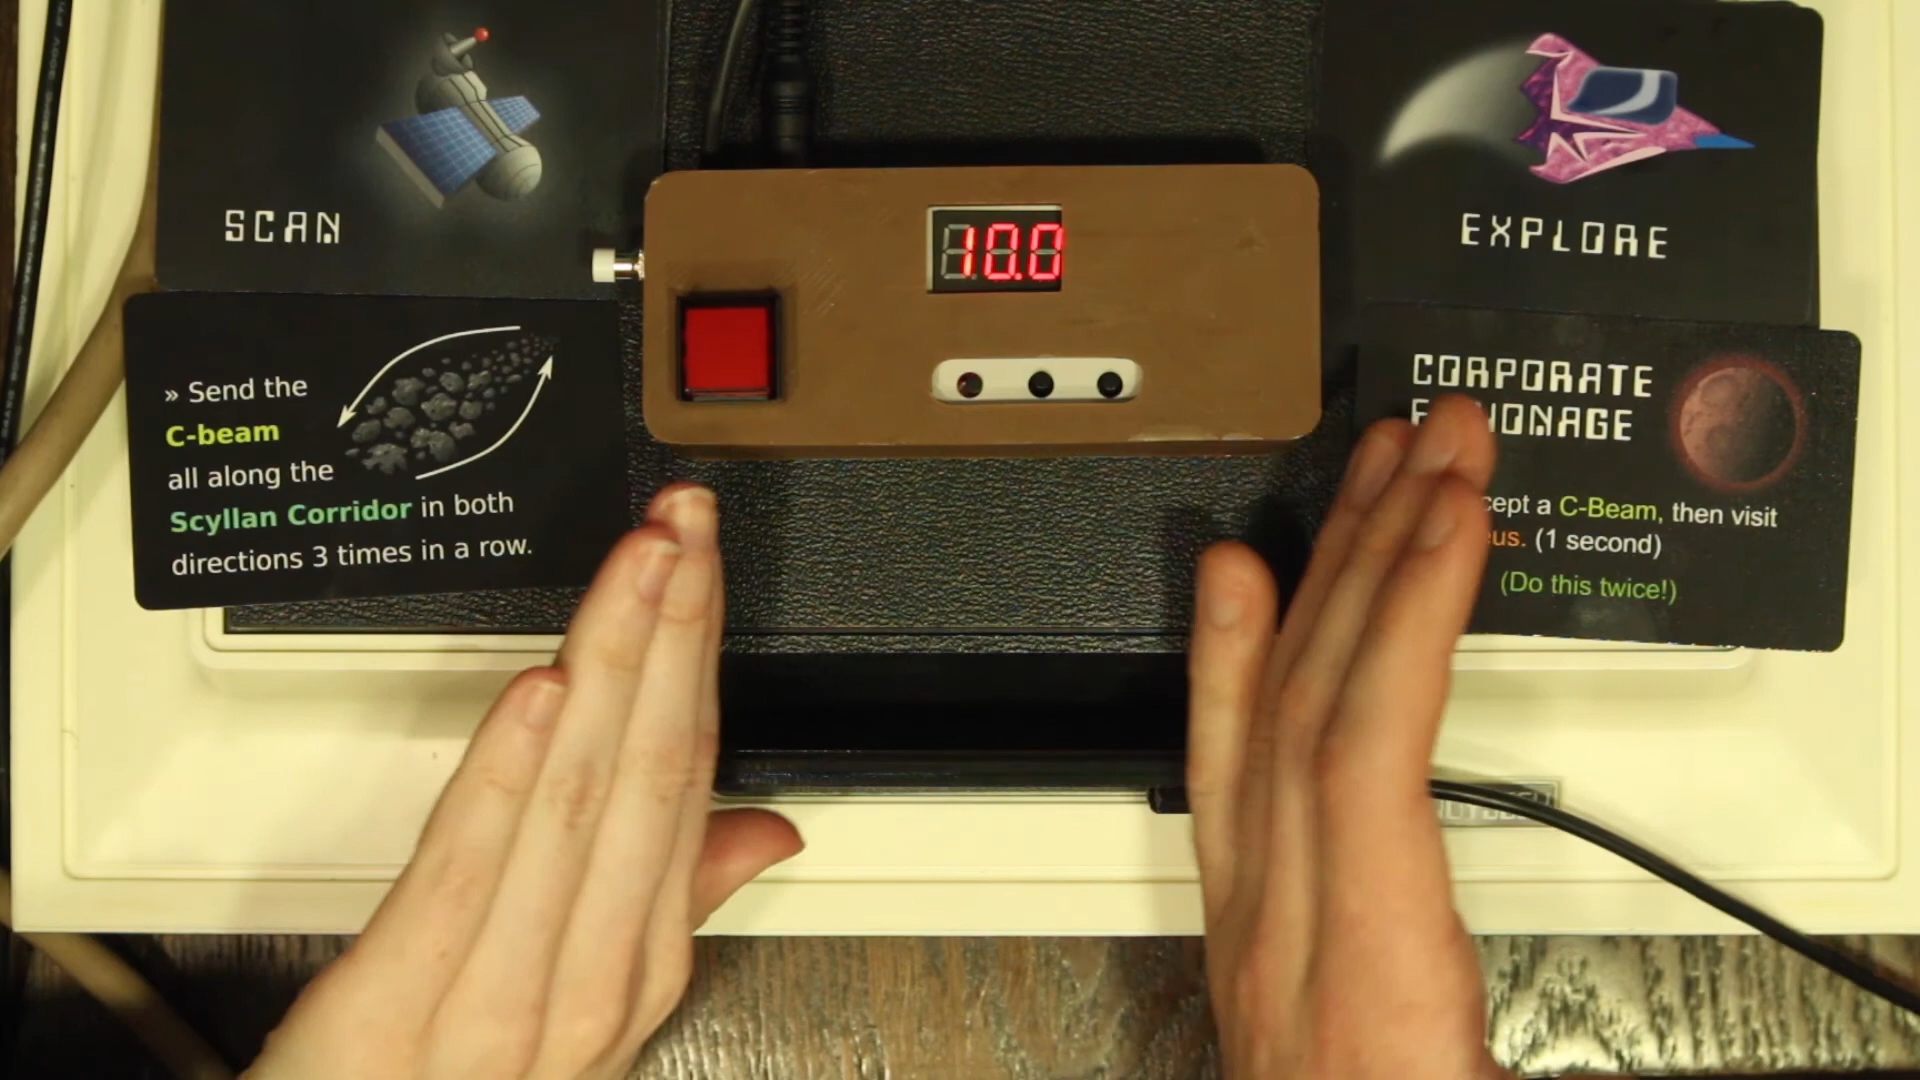 SCAN
EXPLORE
10.0
» Send the
C-beam
all along the
Scyllan Corridor in both
directions 3 times in a row.
CORPORATE
a C-Beam, then visit
(1 second)
(Do this twice!)